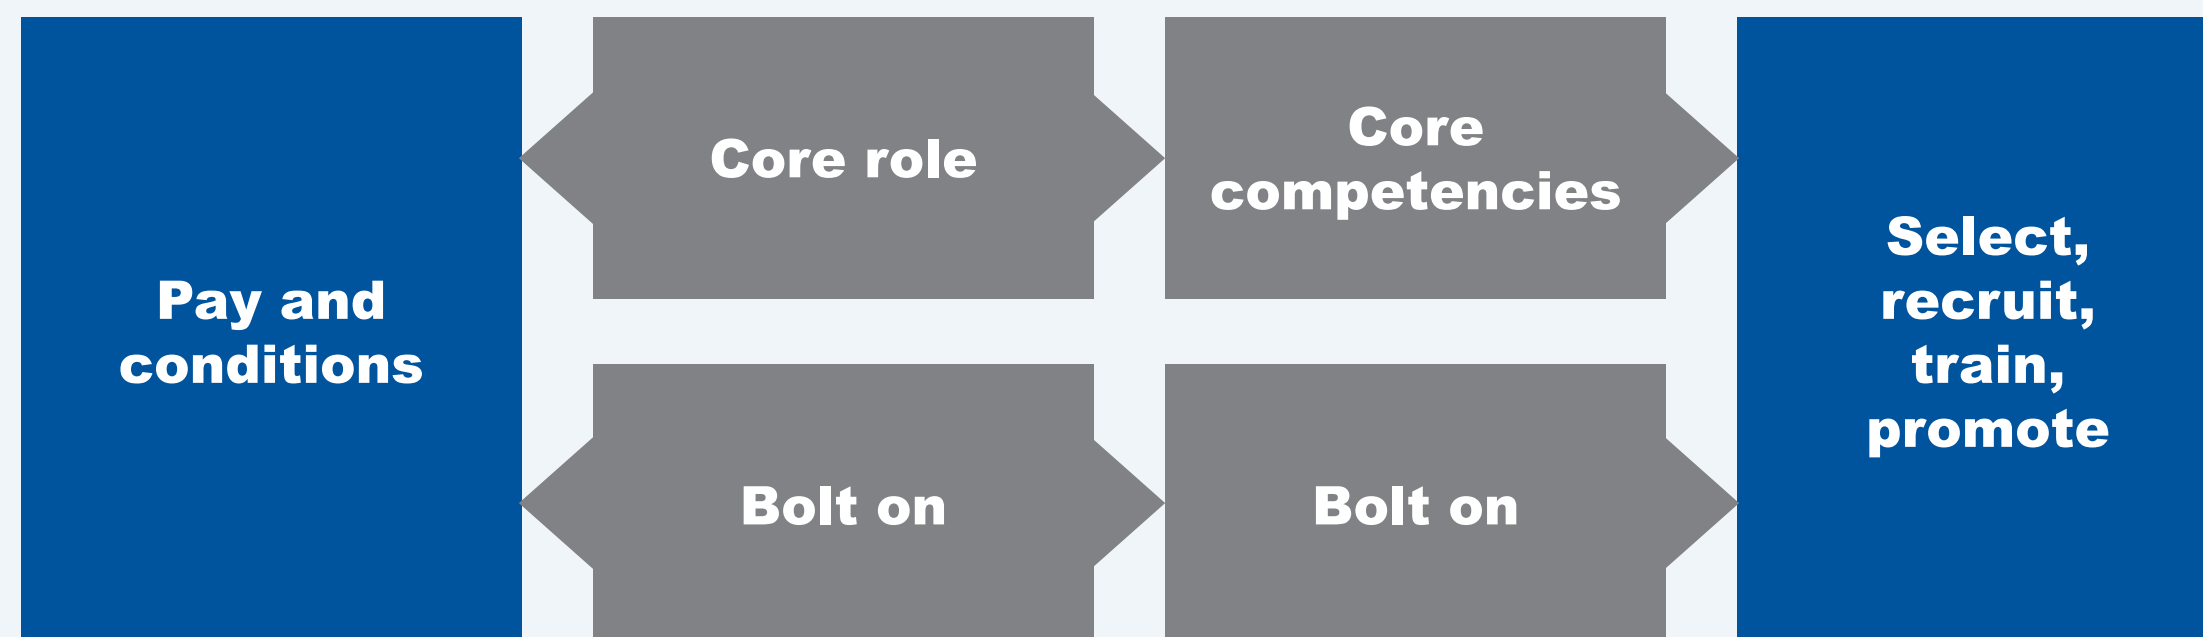 Pay and
conditions
Core role
Core
competencies
Bolt on
Bolt on
Select,
recruit,
train,
promote